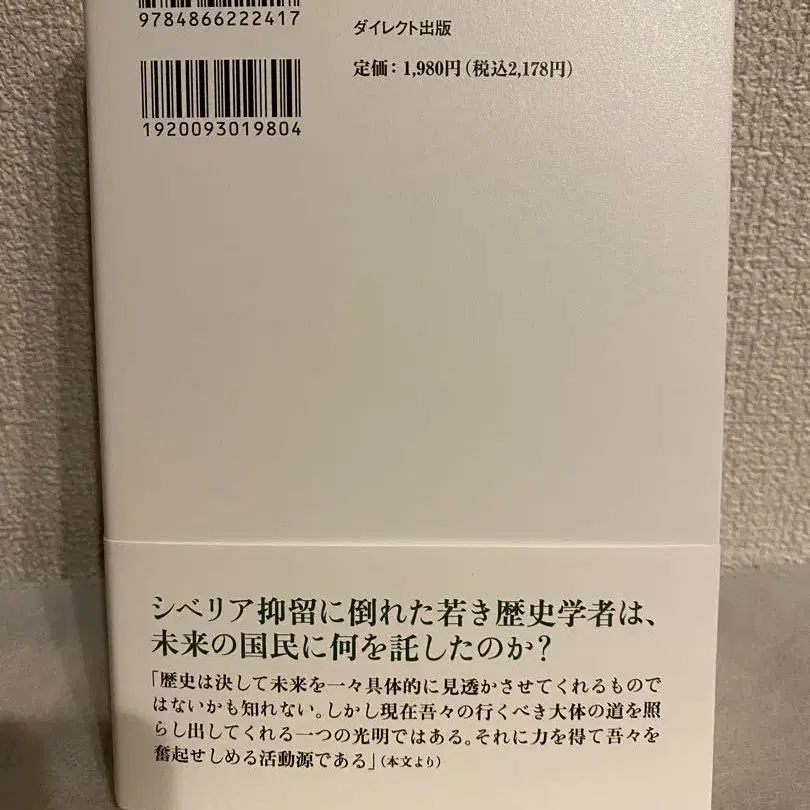 9784866222417
ダイレクト出版
定価：1,980円（税込2,178円）
1920093019804
シベリア抑留に倒れた若き歴史学者は、
未来の国民に何を託したのか？
「歴史は決して未来を一々具体的に見透かさせてくれるもので
はないかも知れない。しかし現在吾々の行くべき大体の道を照
らし出してくれる一つの光明ではある。それに力を得て吾々を
奮起せしめる活動源である」（本文より）